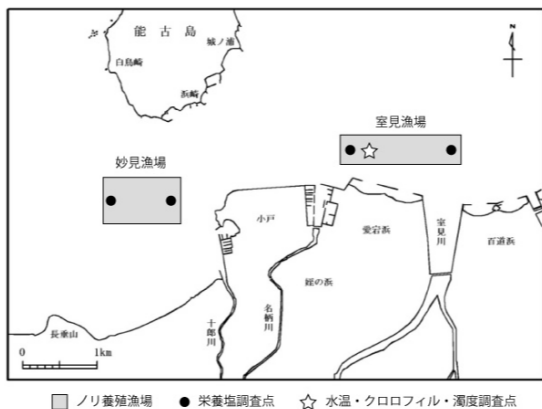 能古島
城ノ浦
白鳥崎
浜崎
N
室見漁場
妙見漁場
小戸
愛宕浜
室見川
百道浜
姪の浜
名柄川
十郎川
長垂山
0 1km
ノリ養殖漁場 栄養塩調査点 水温・クロロフィル・濁度調査点